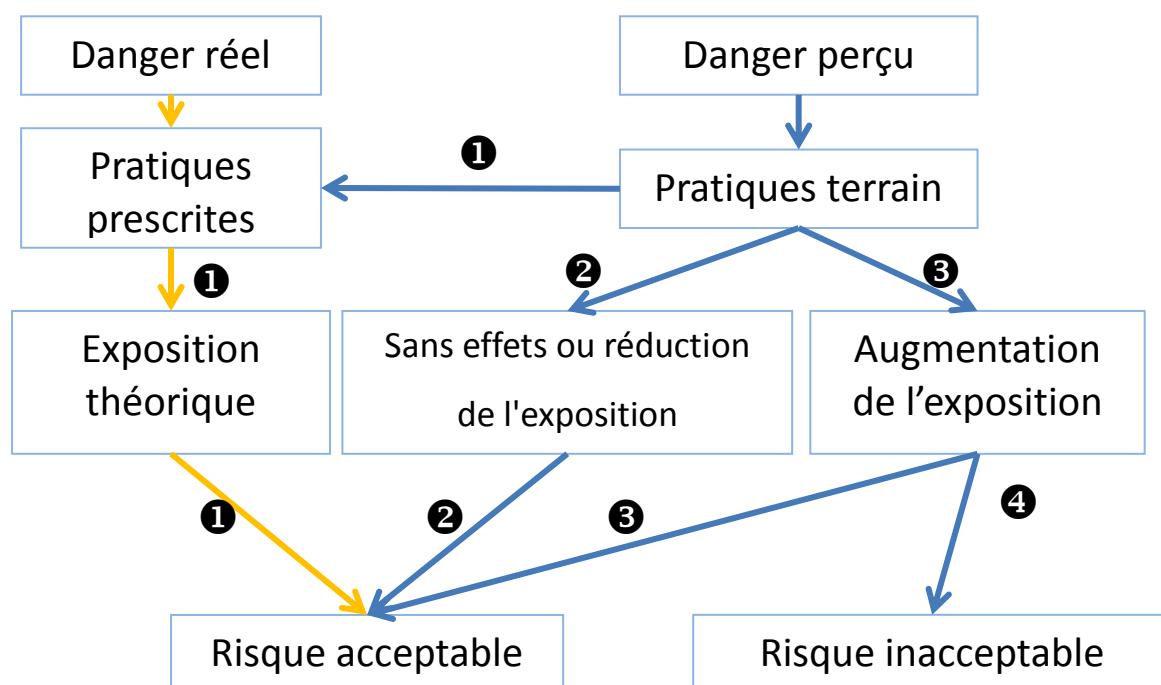 Danger réel
Danger perçu
❶
Pratiques
prescrites
Pratiques terrain
❶
❷
❸
Exposition
théorique
Sans effets ou réduction
de l'exposition
Augmentation
de l’exposition
❶
❷
❸
❹
Risque acceptable
Risque inacceptable